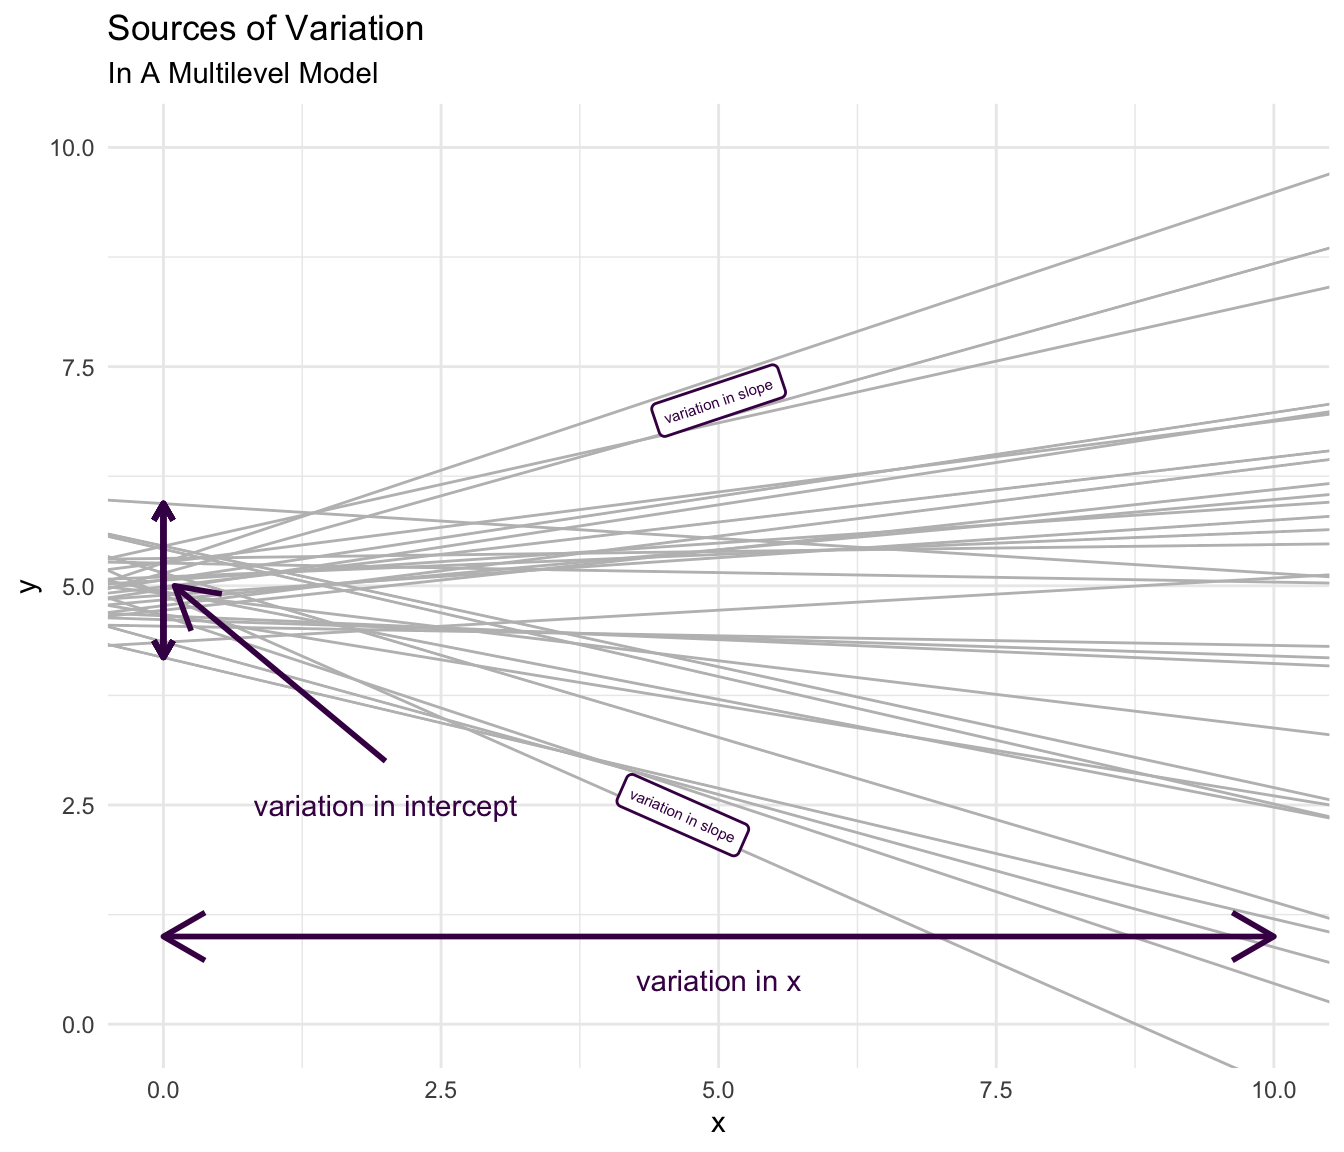 Sources of Variation
In A Multilevel Model
10.0
7.5
5.0
2.5
0.0
y
variation in slope
variation in intercept
variation in slope
variation in x
0.0 2.5 5.0 7.5 10.0
x